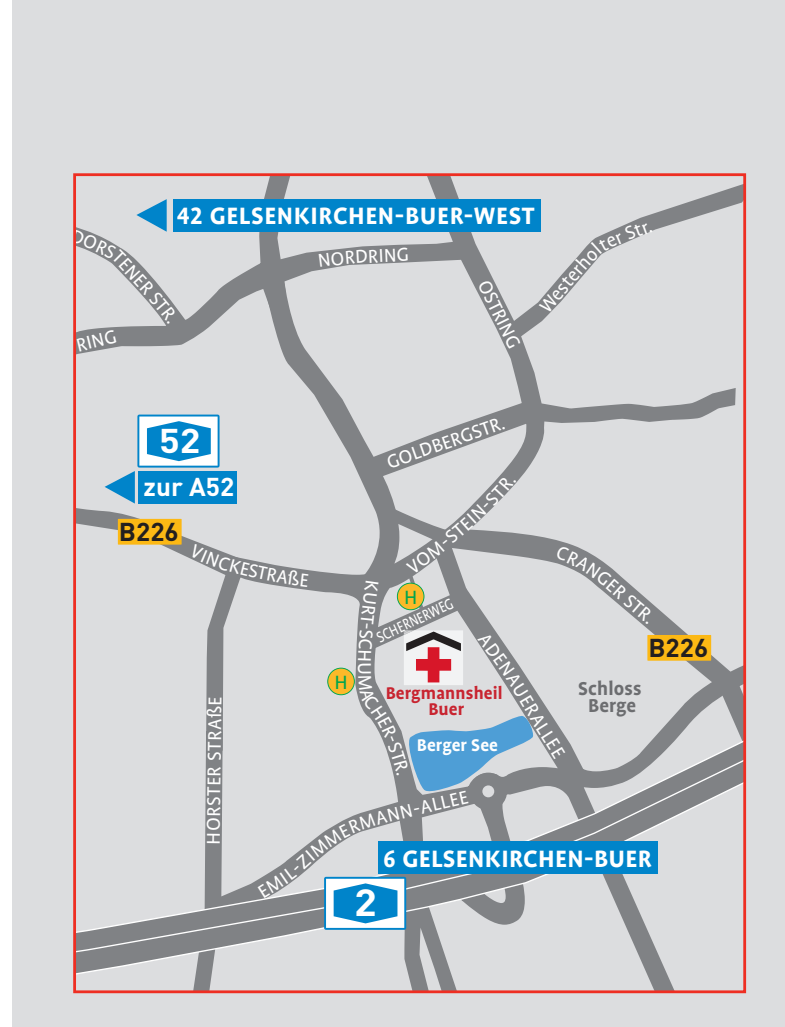 42 GELSENKIRCHEN-BUER-WEST
DORSTENER STR.
NORDRING
Westerholter Str.
OSTRING
RING
52
GOLDBERGSTR.
zur A52
B226
VOM-STEIN-STR.
VINCKESTRAßE
CRANGER STR.
H
KURT-SCHUMACHER-STR.
SCHERNERWEG
ADENAUERALLEE
B226
H
Bergmannsheil
Buer
Schloss
Berge
Berger See
HORSTER STRAßE
EMIL-ZIMMERMANN-ALLEE
6 GELSENKIRCHEN-BUER
2